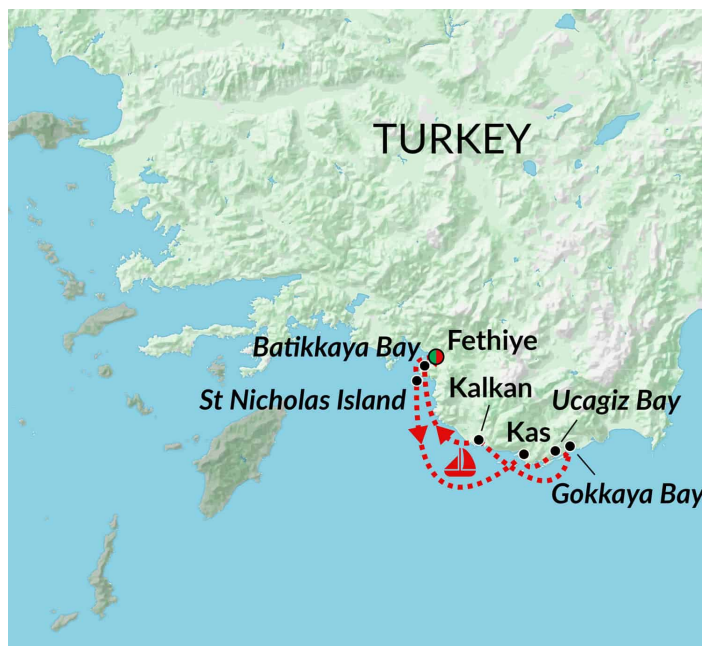 TURKEY
Fethiye
Batikkaya Bay
Kalkan
St Nicholas Island
Ucagiz Bay
Kas
Gokkaya Bay